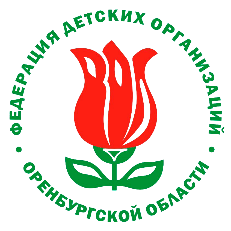 ФЕДЕРАЦИЯ ДЕТСКИХ ОРГАНИЗАЦИЙ
ОРЕНБУРГСКОЙ ОБЛАСТИ